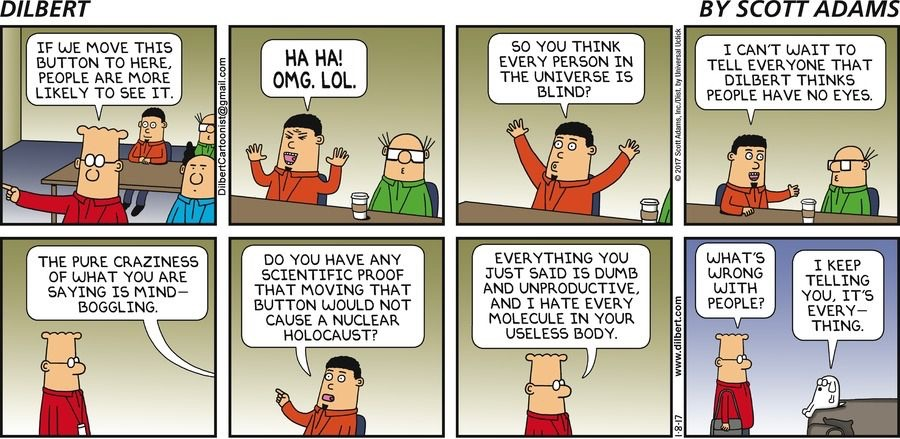 DILBERT
BY SCOTT ADAMS
IF WE MOVE THIS
BUTTON TO HERE,
PEOPLE ARE MORE
LIKELY TO SEE IT.
DilbertCartoonist@gmail.com
HA HA!
OMG. LOL.
SO YOU THINK
EVERY PERSON IN
THE UNIVERSE IS
BLIND?
© 2017 Scott Adams, Inc./Dist. by Universal Uclick
I CAN'T WAIT TO
TELL EVERYONE THAT
DILBERT THINKS
PEOPLE HAVE NO EYES.
THE PURE CRAZINESS
OF WHAT YOU ARE
SAYING IS MIND—
BOGGLING.
DO YOU HAVE ANY
SCIENTIFIC PROOF
THAT MOVING THAT
BUTTON WOULD NOT
CAUSE A NUCLEAR
HOLOCAUST?
EVERYTHING YOU
JUST SAID IS DUMB
AND UNPRODUCTIVE,
AND I HATE EVERY
MOLECULE IN YOUR
USELESS BODY.
1-8-17 www.dilbert.com
WHAT'S
WRONG
WITH
PEOPLE?
I KEEP
TELLING
YOU, IT'S
EVERY—
THING.